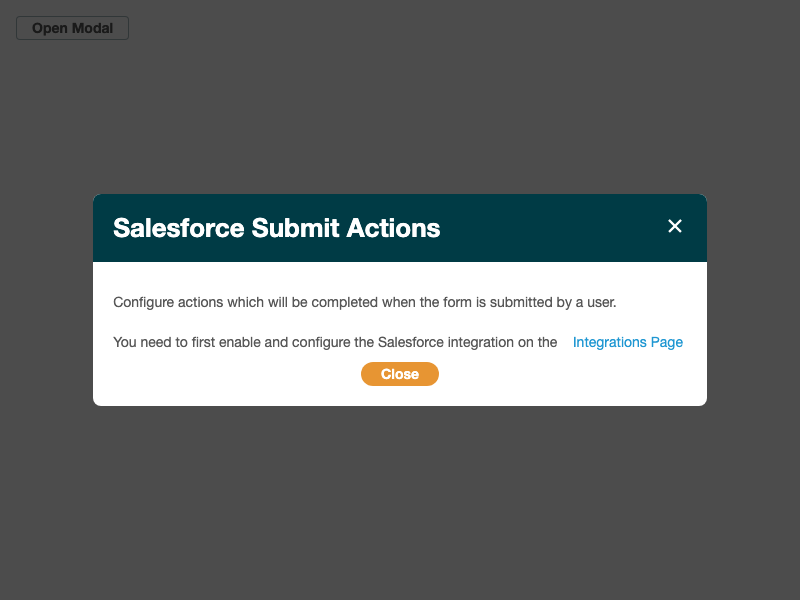 Open Modal
Salesforce Submit Actions
Configure actions which will be completed when the form is submitted by a user.
You need to first enable and configure the Salesforce integration on the Integrations Page
Close